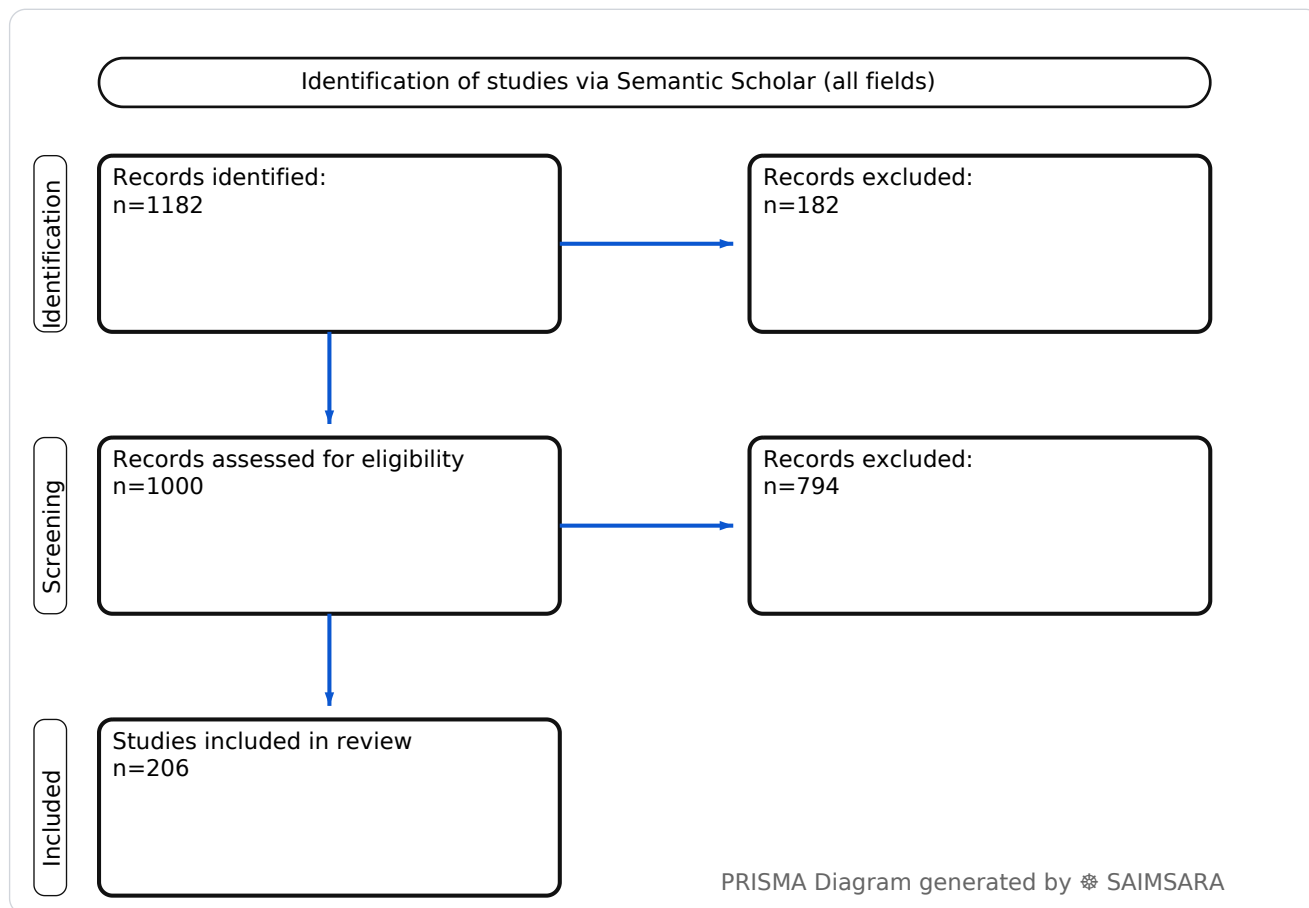 Identification of studies via Semantic Scholar (all fields)
Identification
Records identified:
n=1182
Records excluded:
n=182
Screening
Records assessed for eligibility
n=1000
Records excluded:
n=794
Included
Studies included in review
n=206
PRISMA Diagram generated by ☸ SAIMSARA